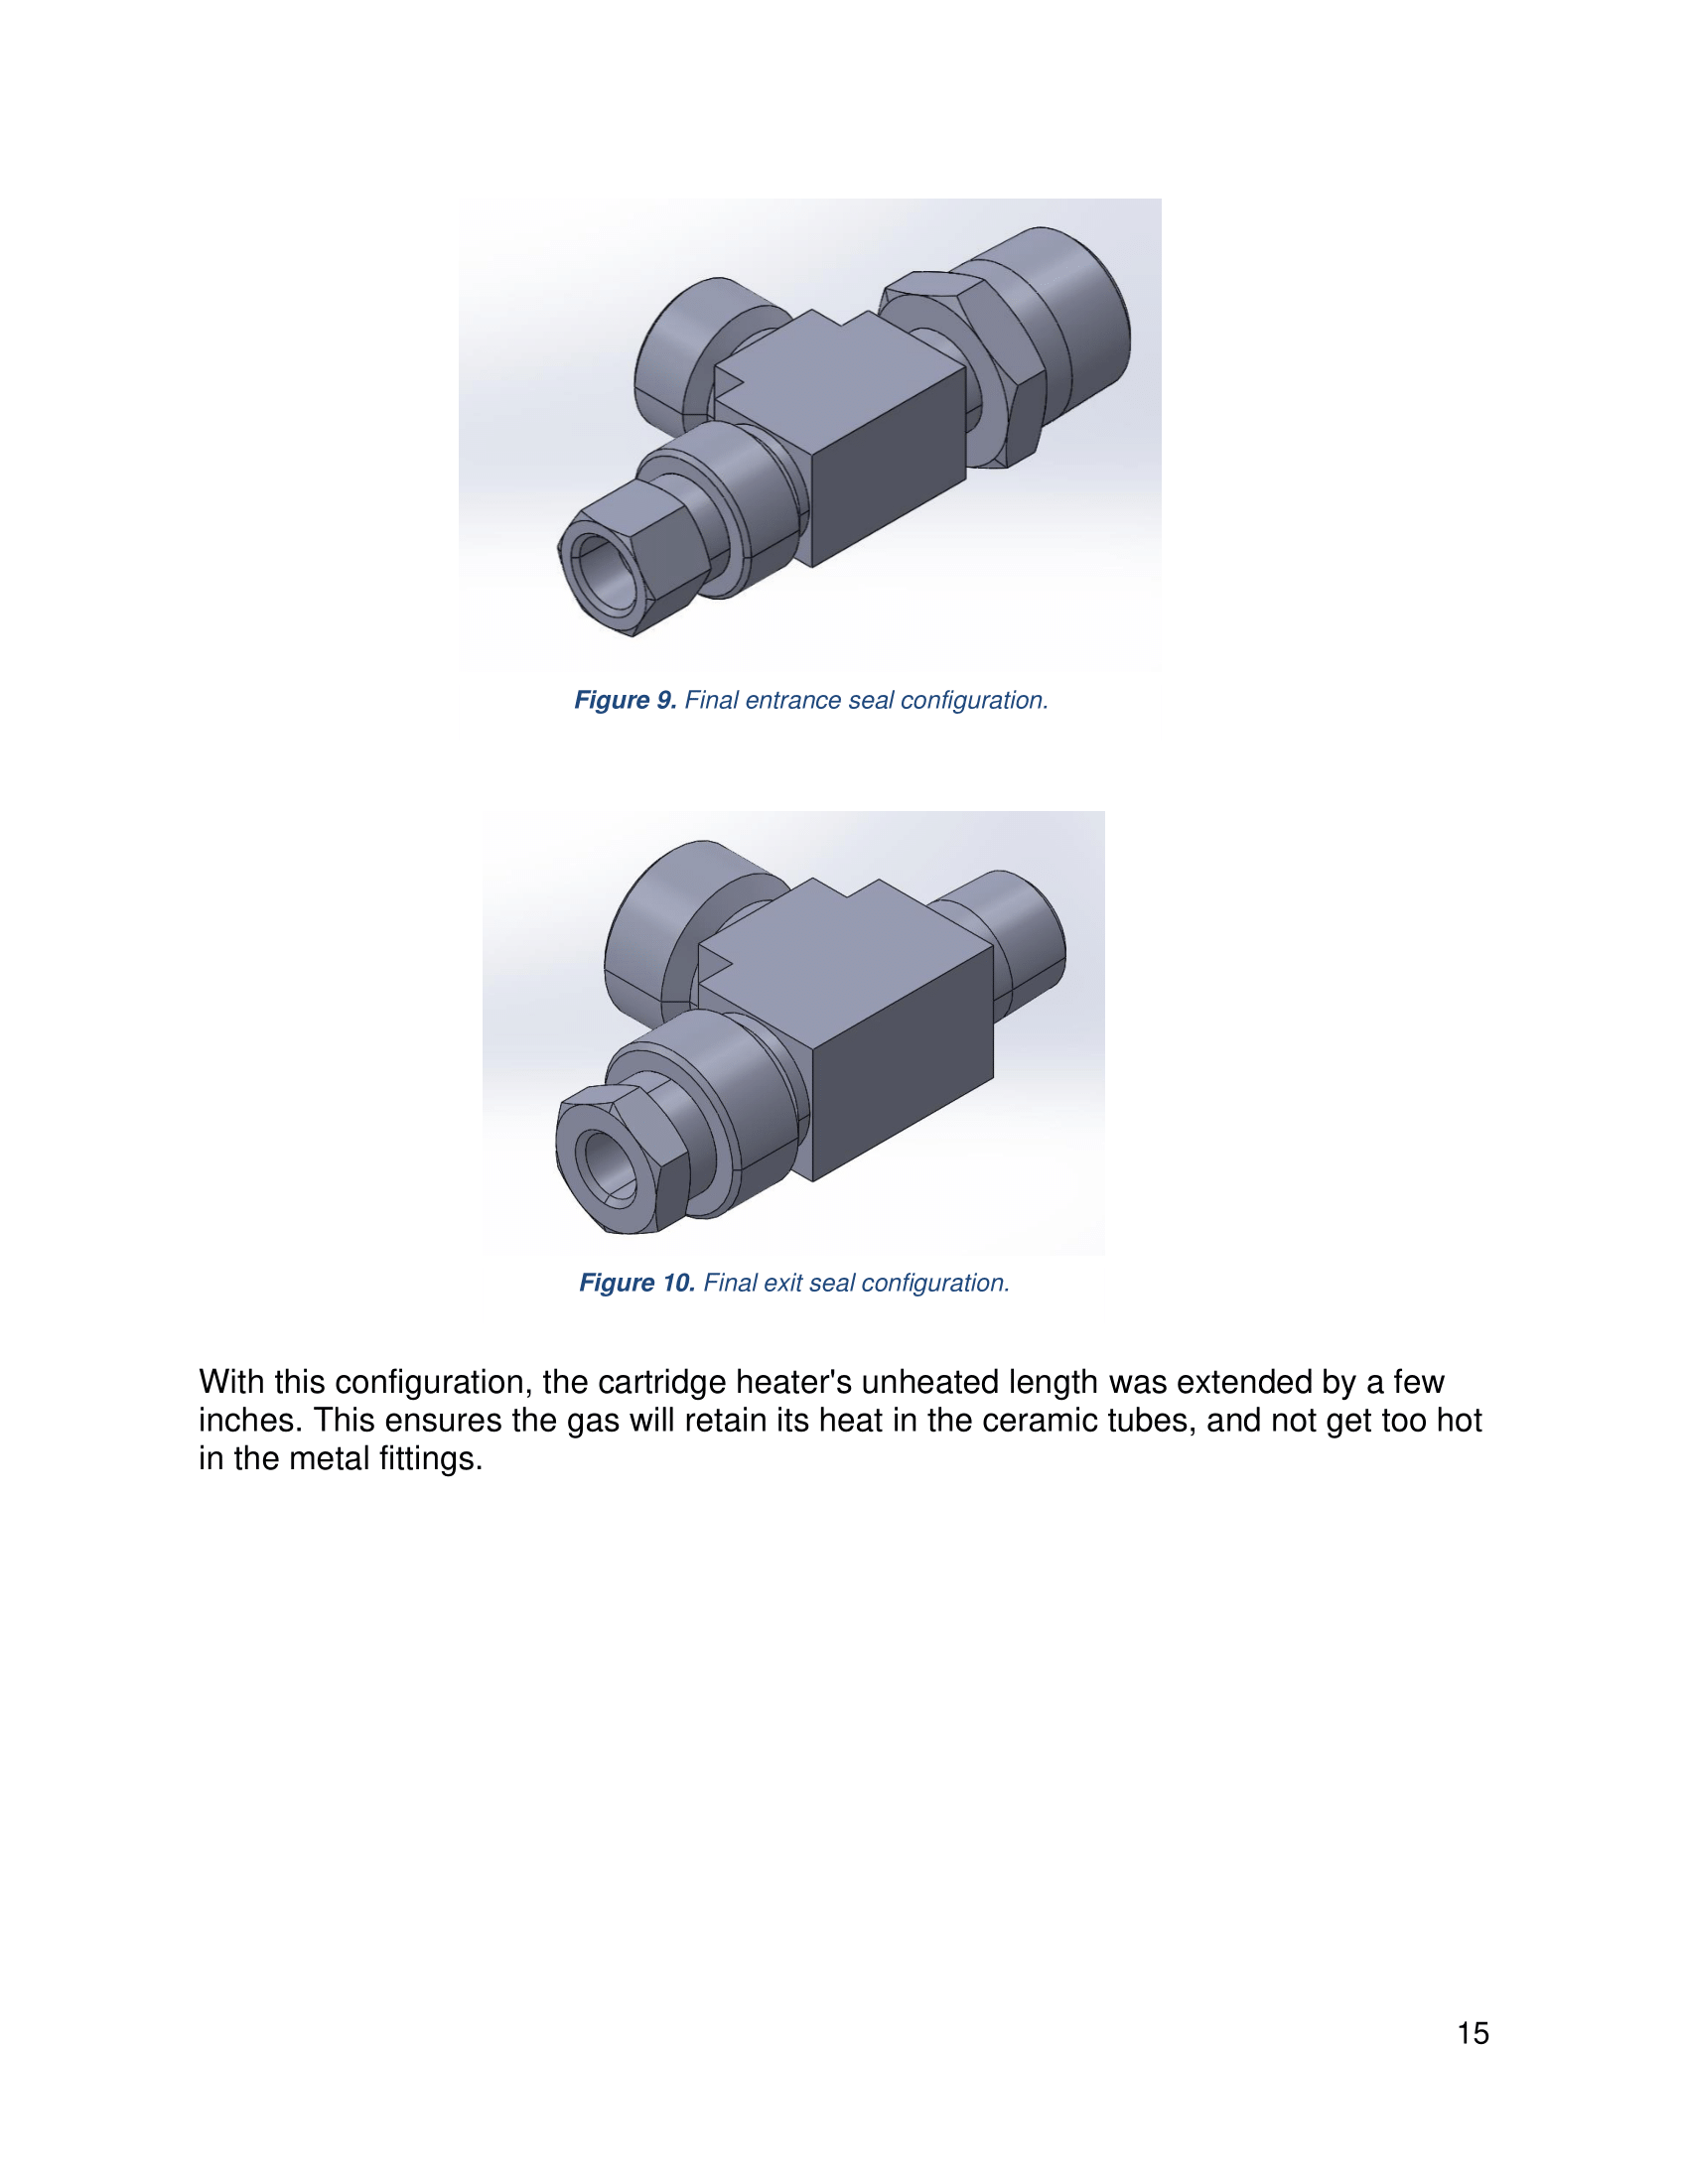 Figure 9. Final entrance seal configuration.
Figure 10. Final exit seal configuration.
With this configuration, the cartridge heater's unheated length was extended by a few
inches. This ensures the gas will retain its heat in the ceramic tubes, and not get too hot
in the metal fittings.
15